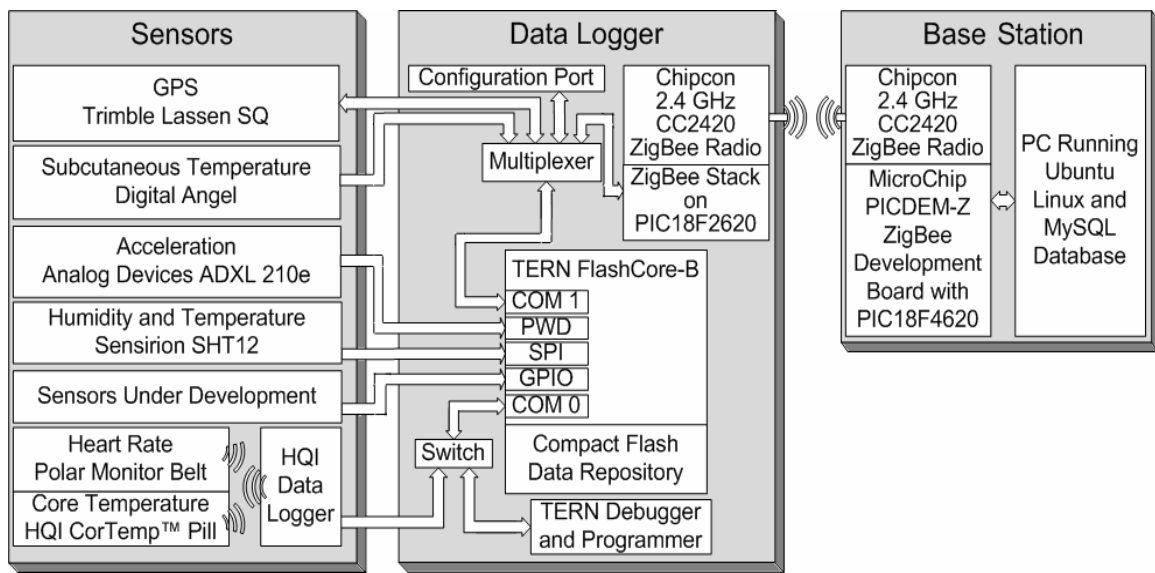 Sensors
GPS
Trimble Lassen SQ
Subcutaneous Temperature
Digital Angel
Acceleration
Analog Devices ADXL 210e
Humidity and Temperature
Sensirion SHT12
Sensors Under Development
Heart Rate
Polar Monitor Belt
Core Temperature
HQI CorTemp™ Pill
HQI
Data
Logger
Data Logger
Configuration Port
Multiplexer
Chipcon
2.4 GHz
CC2420
ZigBee Radio
ZigBee Stack
on
PIC18F2620
TERN FlashCore-B
COM 1
PWD
SPI
GPIO
COM 0
Compact Flash
Data Repository
Switch
TERN Debugger
and Programmer
Base Station
Chipcon
2.4 GHz
CC2420
ZigBee Radio
MicroChip
PICDEM-Z
ZigBee
Development
Board with
PIC18F4620
PC Running
Ubuntu
Linux and
MySQL
Database